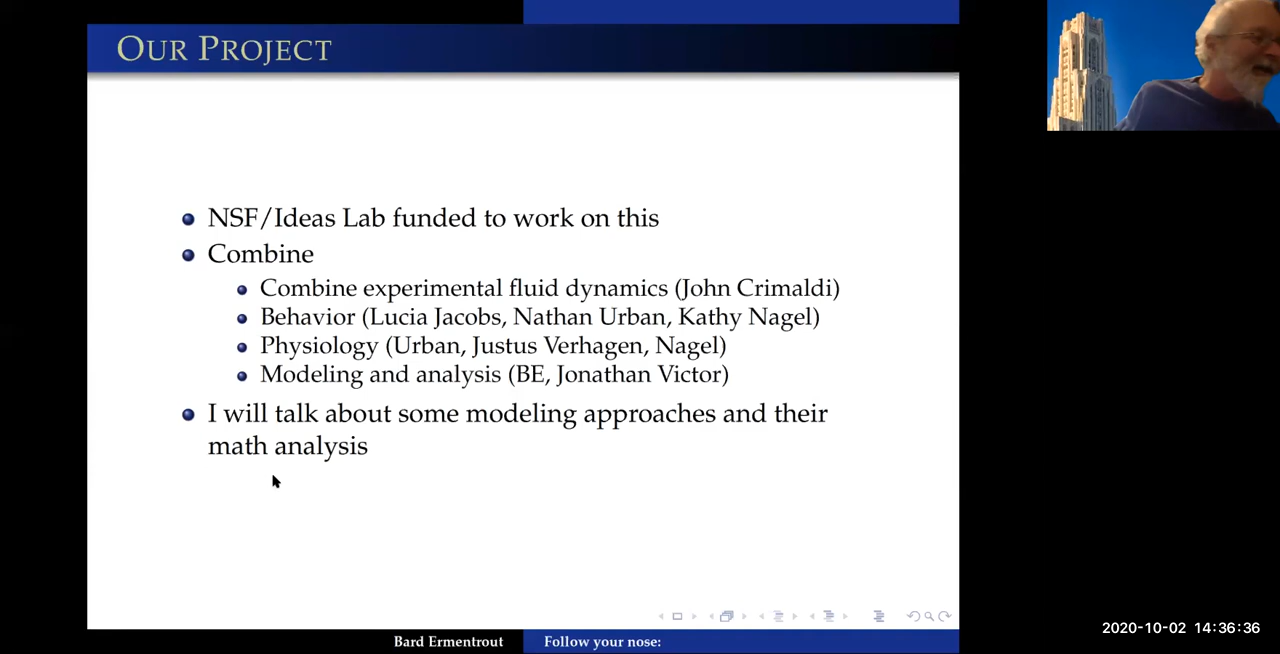 OUR PROJECT
NSF/Ideas Lab funded to work on this
Combine
Combine experimental fluid dynamics (John Crimaldi)
Behavior (Lucia Jacobs, Nathan Urban, Kathy Nagel)
Physiology (Urban, Justus Verhagen, Nagel)
Modeling and analysis (BE, Jonathan Victor)
I will talk about some modeling approaches and their
math analysis
Bard Ermentrout
Follow your nose:
2020-10-02 14:36:36